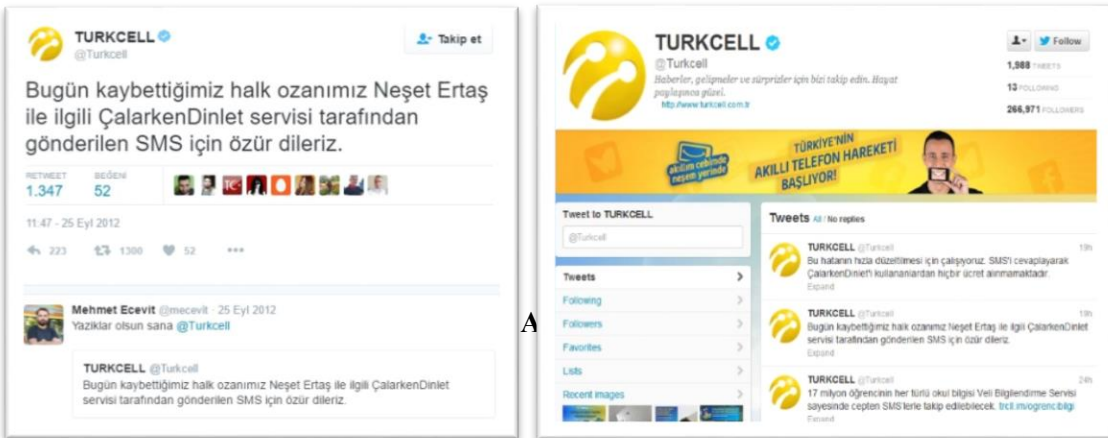 TURKCELL
@Turkcell
Takip et
Bugün kaybettiğimiz halk ozanımız Neşet Ertaş
ile ilgili ÇalarkenDinlet servisi tarafından
gönderilen SMS için özür dileriz.
RETWEET BEĞENİ
1.347 52
11:47 - 25 Eyl 2012
223 1300 52
Mehmet Ecevit @mecevit · 25 Eyl 2012
Yaziklar olsun sana @Turkcell
TURKCELL @Turkcell
Bugün kaybettiğimiz halk ozanımız Neşet Ertaş ile ilgili ÇalarkenDinlet
servisi tarafından gönderilen SMS için özür dileriz.
A
TURKCELL
@Turkcell
Haberler, gelişmeler ve sürprizler için bizi takip edin. Hayat
paylaşınca güzel.
http://www.turkcell.com.tr
Follow
1,988 TWEETS
13 FOLLOWING
266,971 FOLLOWERS
akıllım cebimde
neşem yerinde
TÜRKİYE'NİN
AKILLI TELEFON HAREKETİ
BAŞLIYOR!
Tweet to TURKCELL
@Turkcell
Tweets
Following
Followers
Favorites
Lists
Recent images
Tweets All / No replies
TURKCELL @Turkcell 19h
Bu hatanın hızla düzeltilmesi için çalışıyoruz. SMS'i cevaplayarak
ÇalarkenDinlet'i kullananlardan hiçbir ücret alınmamaktadır.
Expand
TURKCELL @Turkcell 19h
Bugün kaybettiğimiz halk ozanımız Neşet Ertaş ile ilgili ÇalarkenDinlet
servisi tarafından gönderilen SMS için özür dileriz.
Expand
TURKCELL @Turkcell 24h
17 milyon öğrencinin her türlü okul bilgisi Veli Bilgilendirme Servisi
sayesinde cepten SMS'lerle takip edilebilecek. trcll.im/ogrencibilgi
Expand